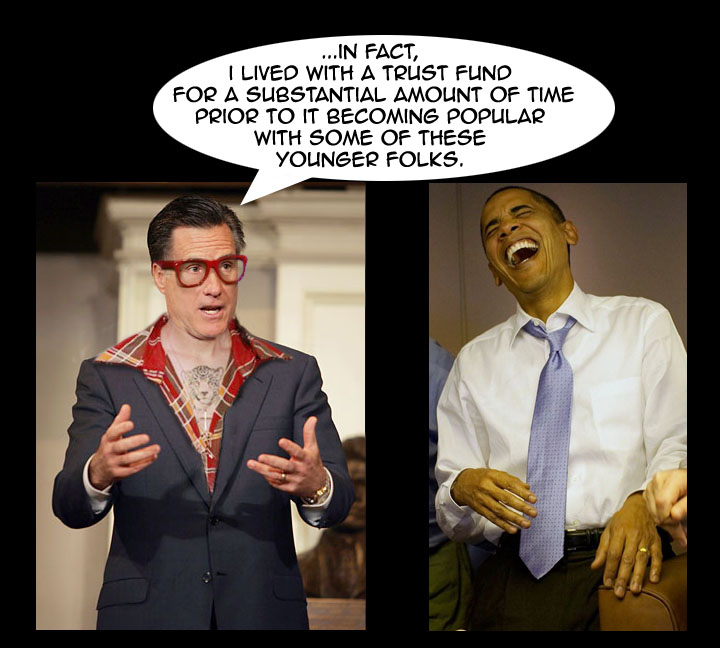 ...IN FACT,
I LIVED WITH A TRUST FUND
FOR A SUBSTANTIAL AMOUNT OF TIME
PRIOR TO IT BECOMING POPULAR
WITH SOME OF THESE
YOUNGER FOLKS.